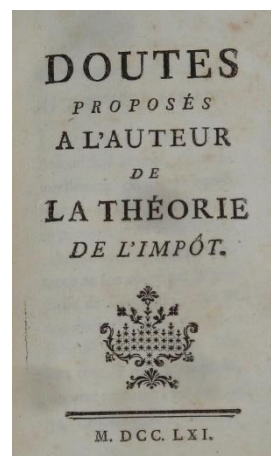 DOUTES
PROPOSÉS
A L'AUTEUR
DE
LA THÉORIE
DE L'IMPÔT.
M. DCC. LXI.